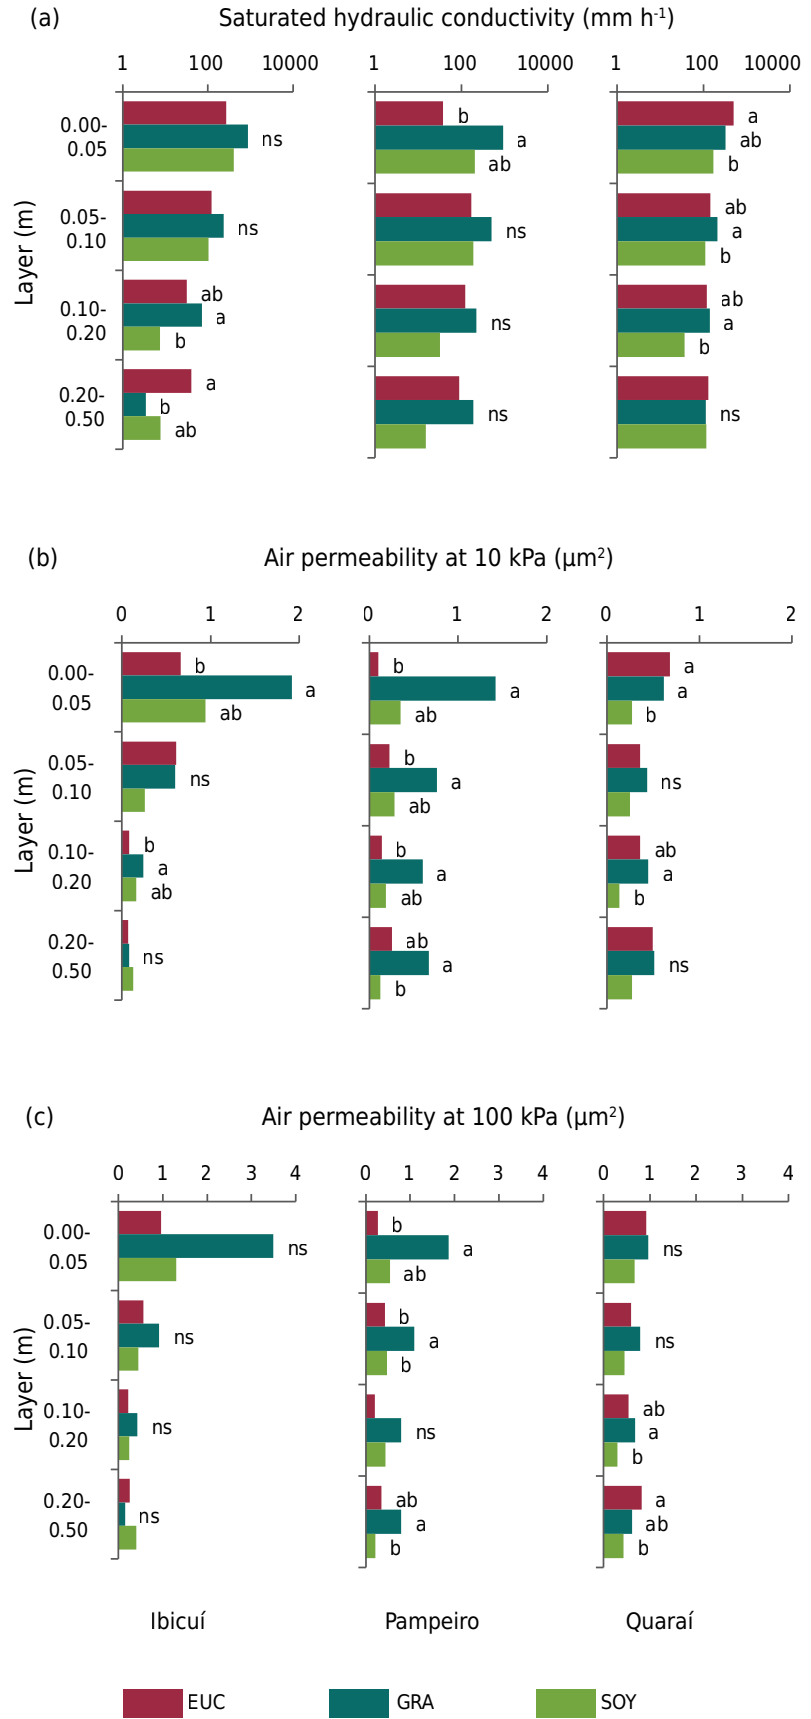 (a) Saturated hydraulic conductivity (mm h⁻¹)
1 100 10000 1 100 10000 1 100 10000
Layer (m)
0.00-
0.05
ns
b
a
ab
a
ab
b
0.05-
0.10
ns
ns
ab
a
b
0.10-
0.20
ab
a
b
ns
ab
a
b
0.20-
0.50
a
b
ab
ns
ns
(b) Air permeability at 10 kPa (µm²)
0 1 2 0 1 2 0 1 2
Layer (m)
0.00-
0.05
b
a
ab
b
a
ab
a
a
b
0.05-
0.10
ns
b
a
ab
ns
0.10-
0.20
b
a
ab
b
a
ab
ab
a
b
0.20-
0.50
ns
ab
a
b
ns
(c) Air permeability at 100 kPa (µm²)
0 1 2 3 4 0 1 2 3 4 0 1 2 3 4
Layer (m)
0.00-
0.05
ns
b
a
ab
ns
0.05-
0.10
ns
b
a
b
ns
0.10-
0.20
ns
ns
ab
a
b
0.20-
0.50
ns
ab
a
b
a
ab
b
Ibicuí Pampeiro Quaraí
EUC GRA SOY